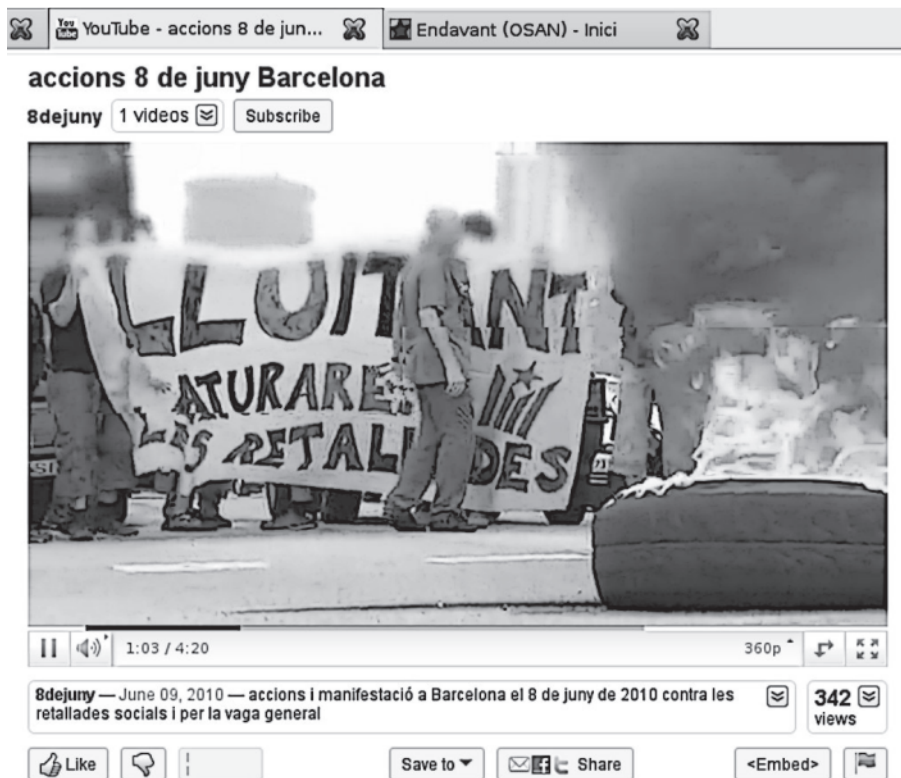 YouTube - accions 8 de jun...
Endavant (OSAN) - Inici
accions 8 de juny Barcelona
8dejuny 1 videos Subscribe
LLUITANT
ATURAREM
LES RETALLADES
1:03 / 4:20 360p
8dejuny — June 09, 2010 — accions i manifestació a Barcelona el 8 de juny de 2010 contra les
retallades socials i per la vaga general
342
views
Like Save to Share <Embed>